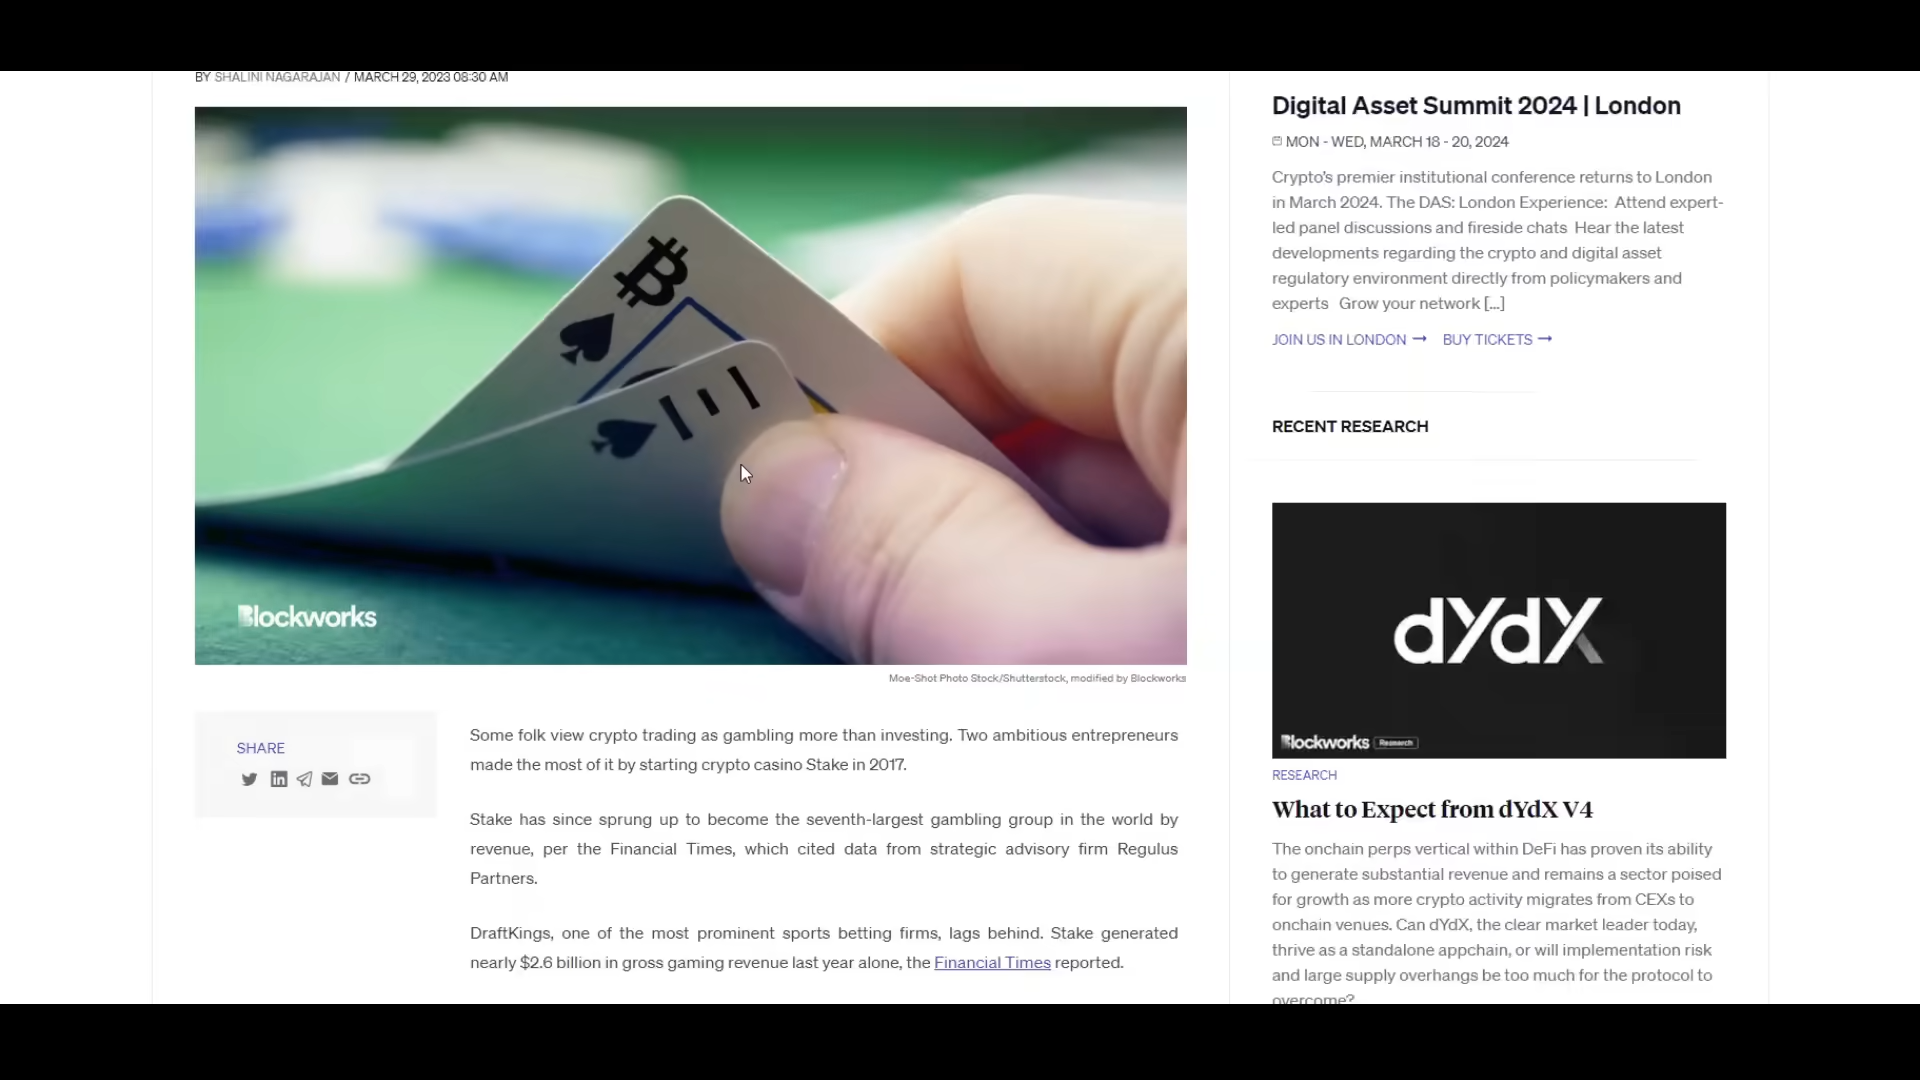 BY SHALINI NAGARAJAN / MARCH 29, 2023 08:30 AM
Blockworks
Moe-Shot Photo Stock/Shutterstock, modified by Blockworks
SHARE
Some folk view crypto trading as gambling more than investing. Two ambitious entrepreneurs
made the most of it by starting crypto casino Stake in 2017.
Stake has since sprung up to become the seventh-largest gambling group in the world by
revenue, per the Financial Times, which cited data from strategic advisory firm Regulus
Partners.
DraftKings, one of the most prominent sports betting firms, lags behind. Stake generated
nearly $2.6 billion in gross gaming revenue last year alone, the Financial Times reported.
Digital Asset Summit 2024 | London
MON - WED, MARCH 18 - 20, 2024
Crypto’s premier institutional conference returns to London
in March 2024. The DAS: London Experience: Attend expert-
led panel discussions and fireside chats Hear the latest
developments regarding the crypto and digital asset
regulatory environment directly from policymakers and
experts Grow your network [...]
JOIN US IN LONDON → BUY TICKETS →
RECENT RESEARCH
dYdX
Blockworks Research
RESEARCH
What to Expect from dYdX V4
The onchain perps vertical within DeFi has proven its ability
to generate substantial revenue and remains a sector poised
for growth as more crypto activity migrates from CEXs to
onchain venues. Can dYdX, the clear market leader today,
thrive as a standalone appchain, or will implementation risk
and large supply overhangs be too much for the protocol to
overcome?